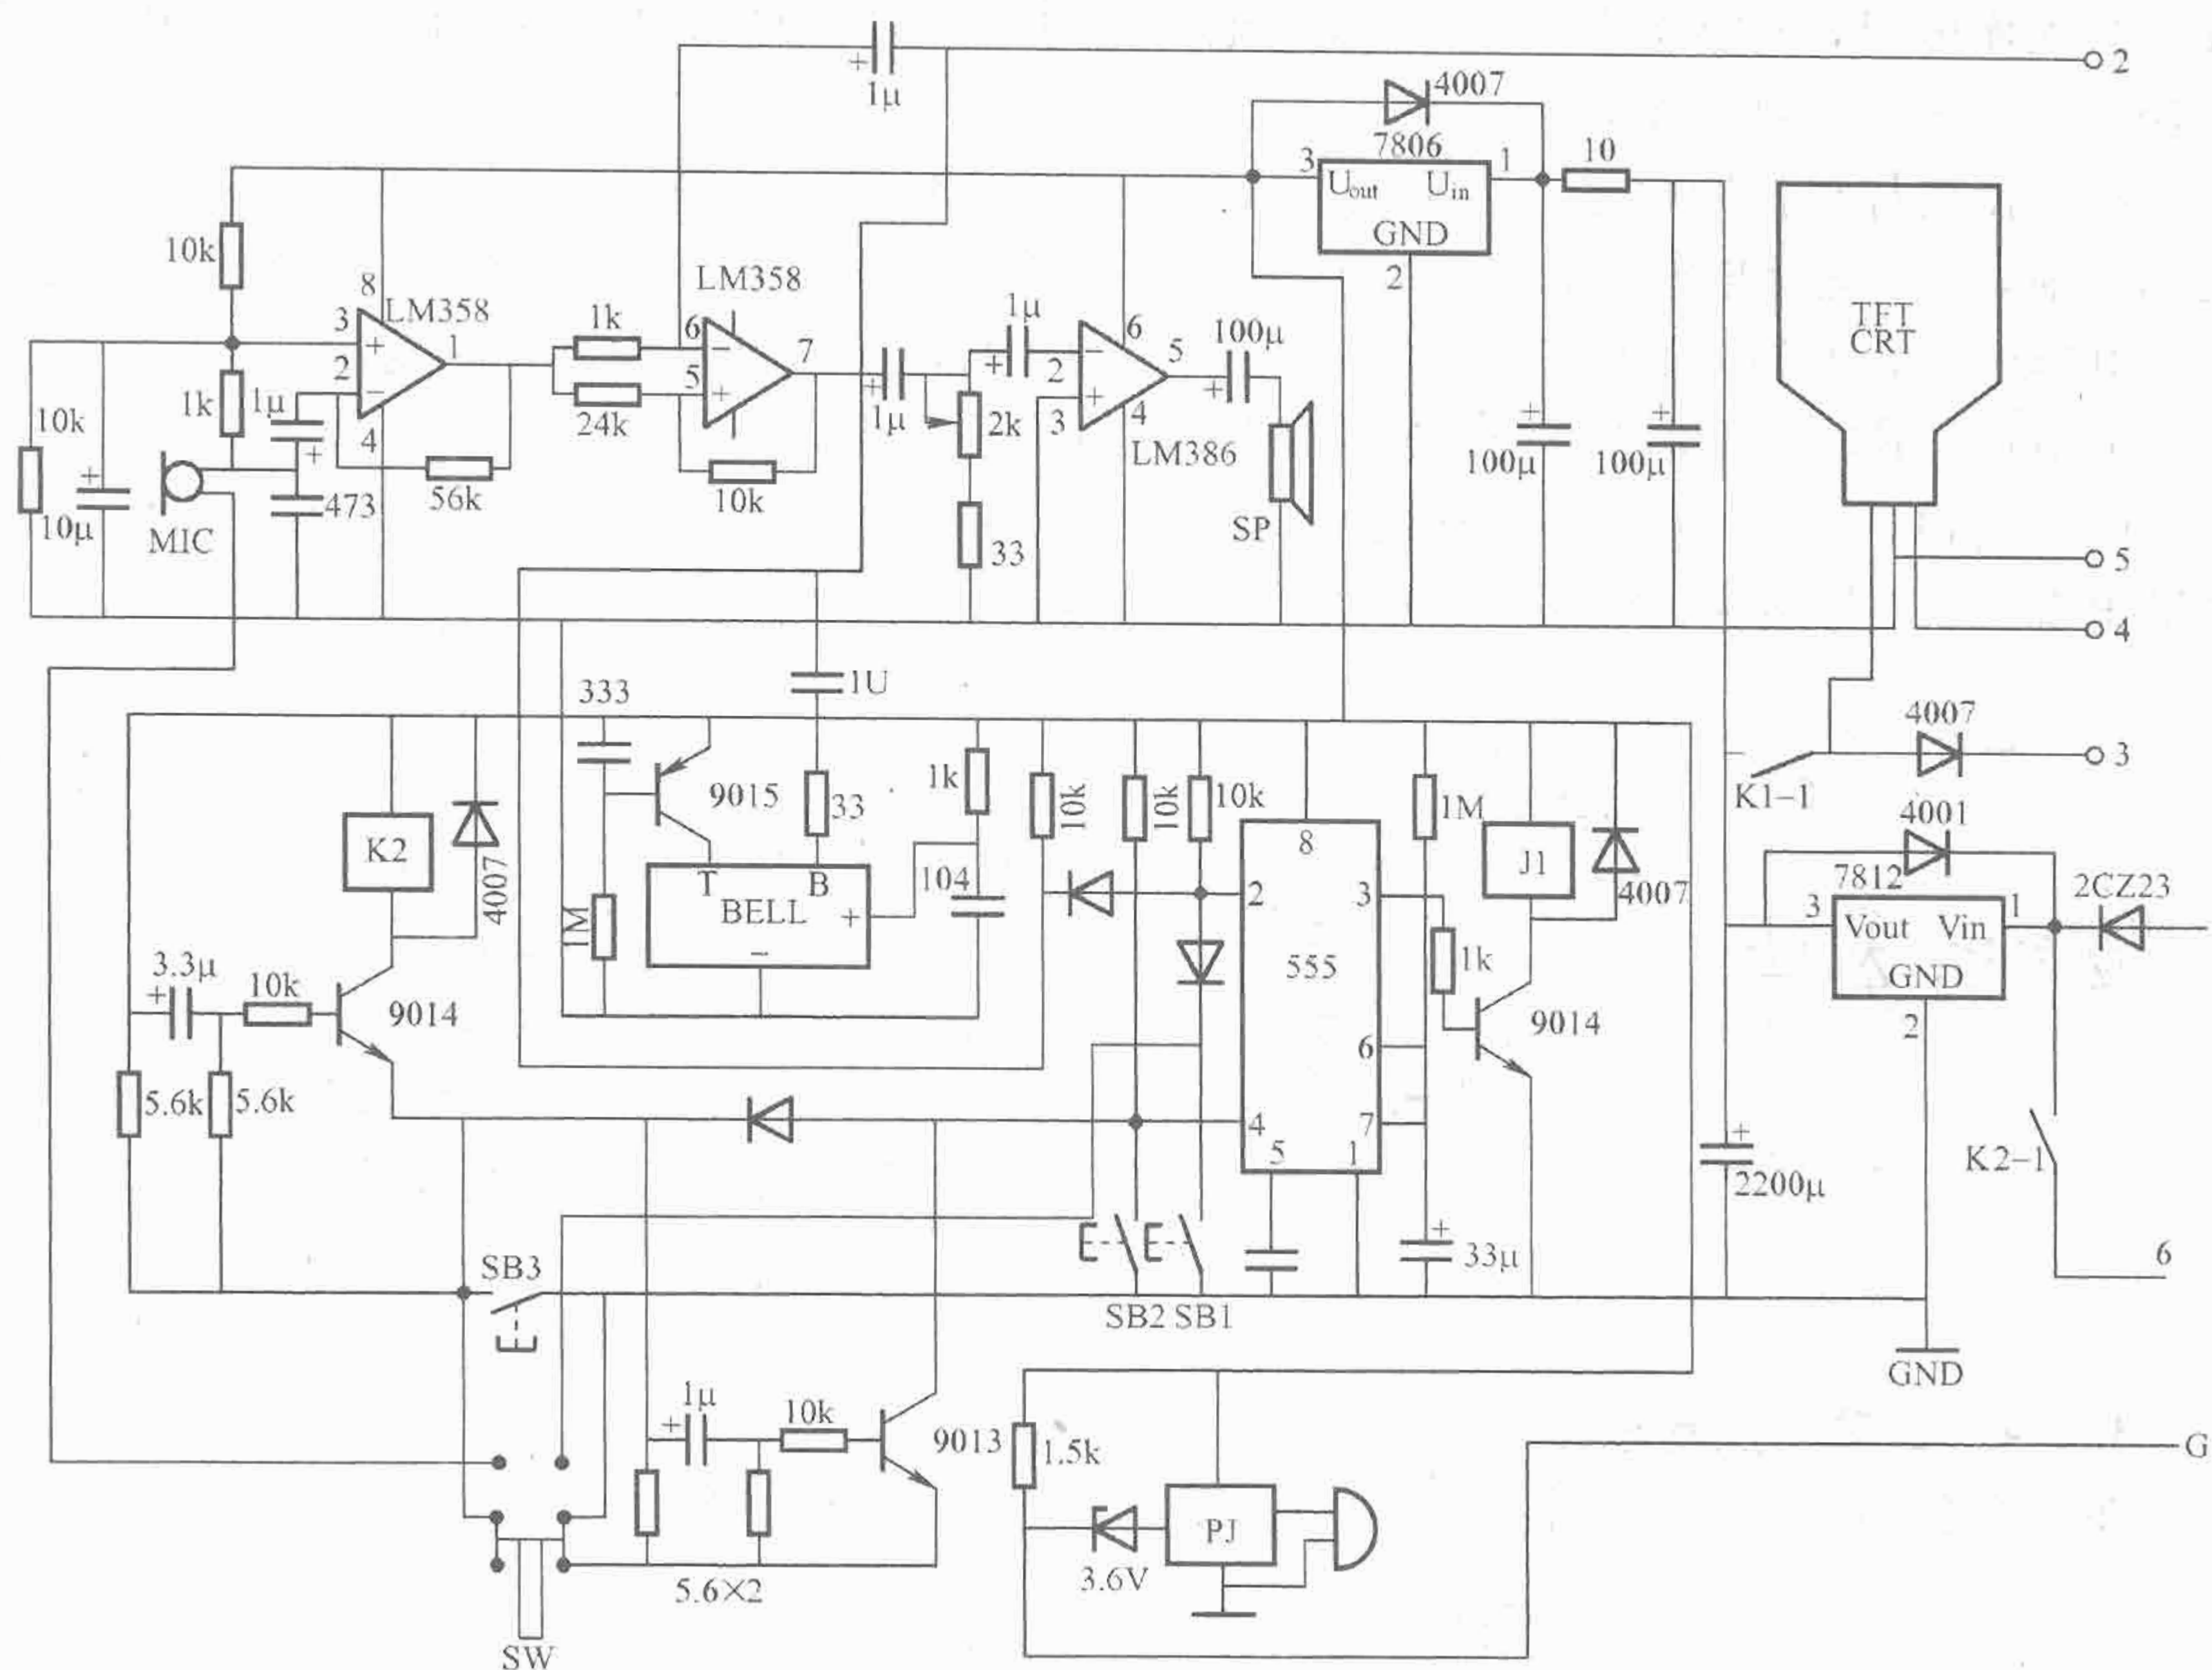 1μ
2
4007
7806
10
3
1
Uout
Uin
GND
2
10k
8
LM358
3
2
1
4
+
−
1k
1μ
10k
10μ
MIC
473
56k
1k
24k
LM358
6
5
7
−
+
10k
1μ
1μ
2k
33
6
2
3
5
4
−
+
LM386
100μ
SP
100μ
100μ
TFT
CRT
5
4
4007
3
K1-1
4001
7812
3
1
Vout
Vin
GND
2
2CZ23
K2-1
6
333
1U
K2
4007
9015
33
1k
1M
T
B
BELL
+
−
104
10k
10k
10k
8
2
3
555
6
4
7
5
1
1M
J1
4007
1k
9014
3.3μ
10k
9014
5.6k
5.6k
2200μ
33μ
SB3
SB2
SB1
GND
1μ
10k
9013
5.6×2
SW
1.5k
3.6V
PJ
G